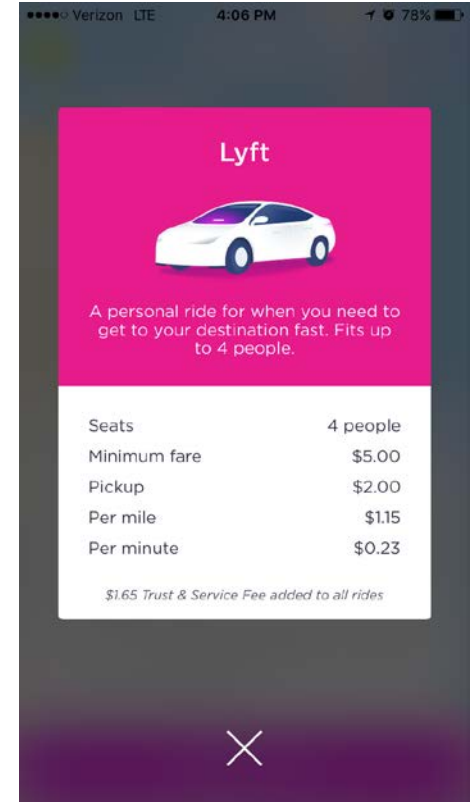 Verizon LTE 4:06 PM 78%
Lyft
A personal ride for when you need to
get to your destination fast. Fits up
to 4 people.
Seats 4 people
Minimum fare $5.00
Pickup $2.00
Per mile $1.15
Per minute $0.23
$1.65 Trust & Service Fee added to all rides